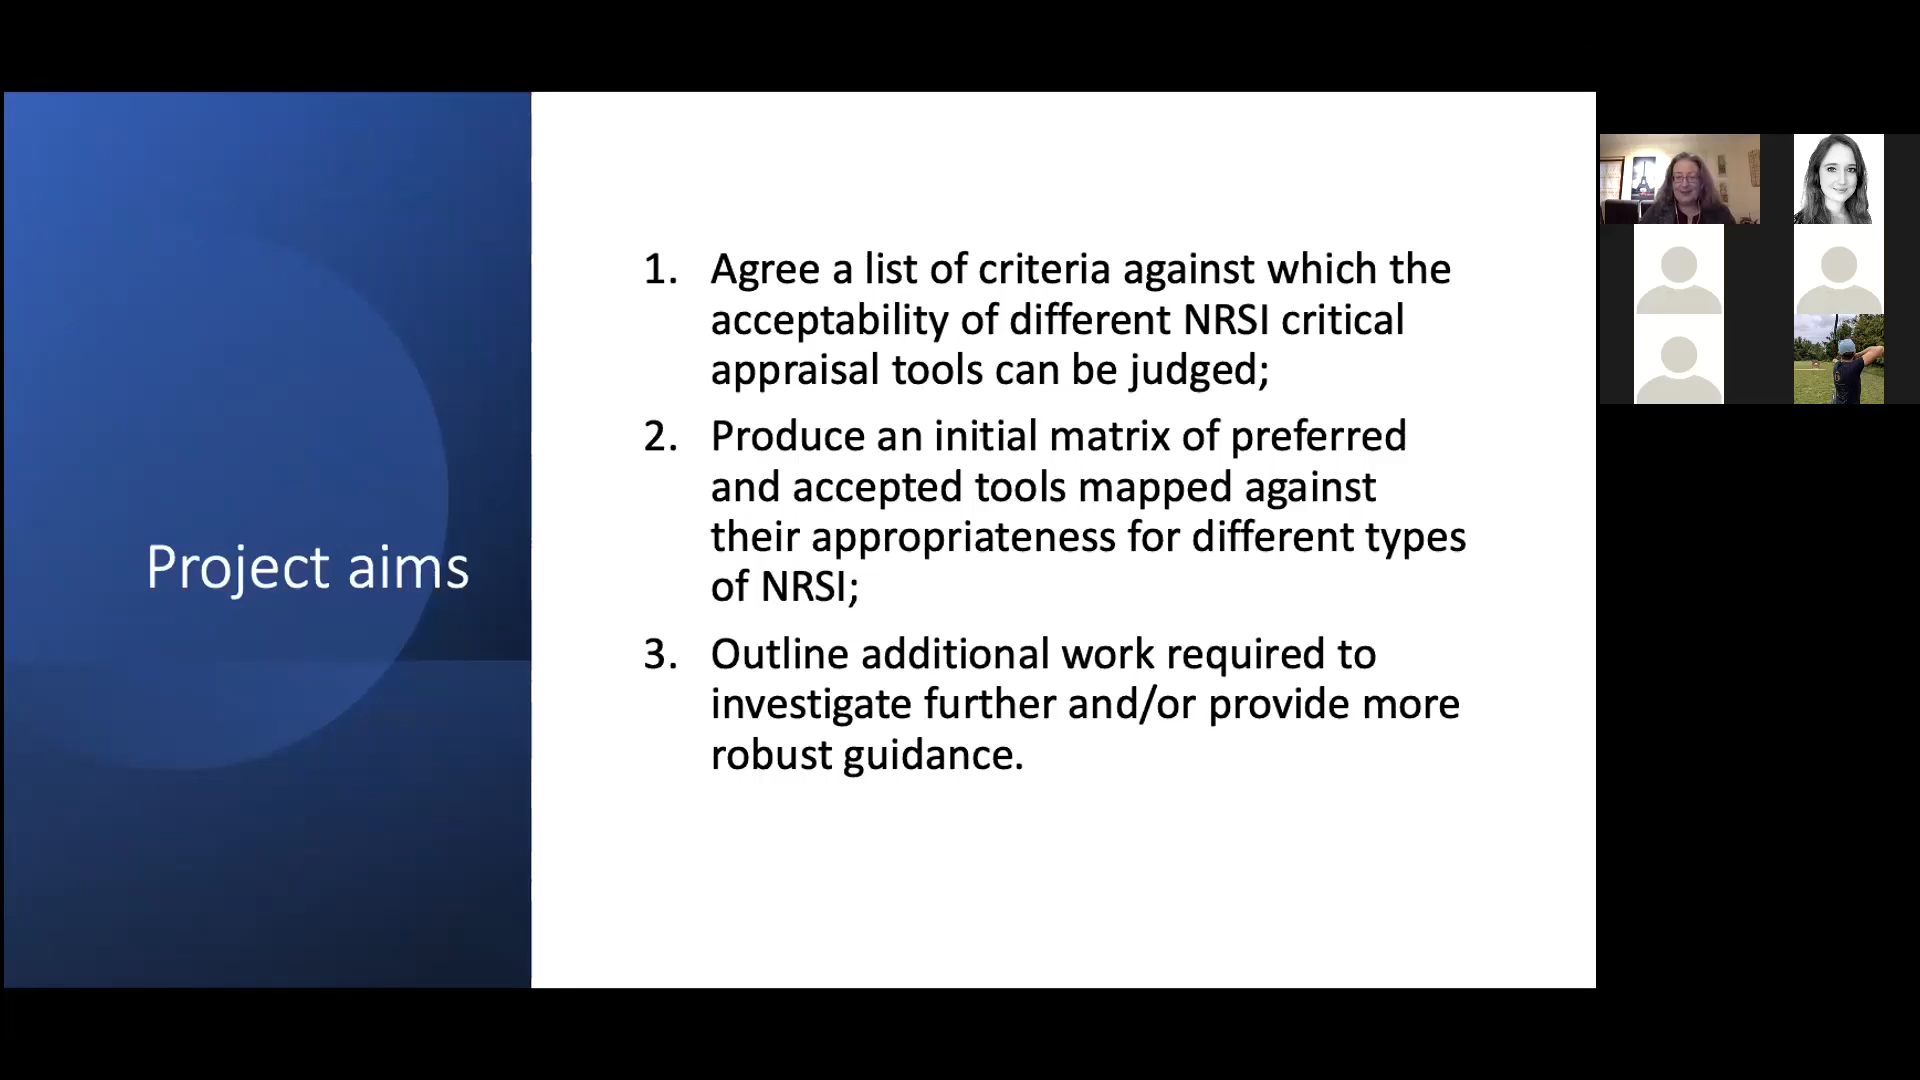 Project aims
1. Agree a list of criteria against which the
acceptability of different NRSI critical
appraisal tools can be judged;
2. Produce an initial matrix of preferred
and accepted tools mapped against
their appropriateness for different types
of NRSI;
3. Outline additional work required to
investigate further and/or provide more
robust guidance.